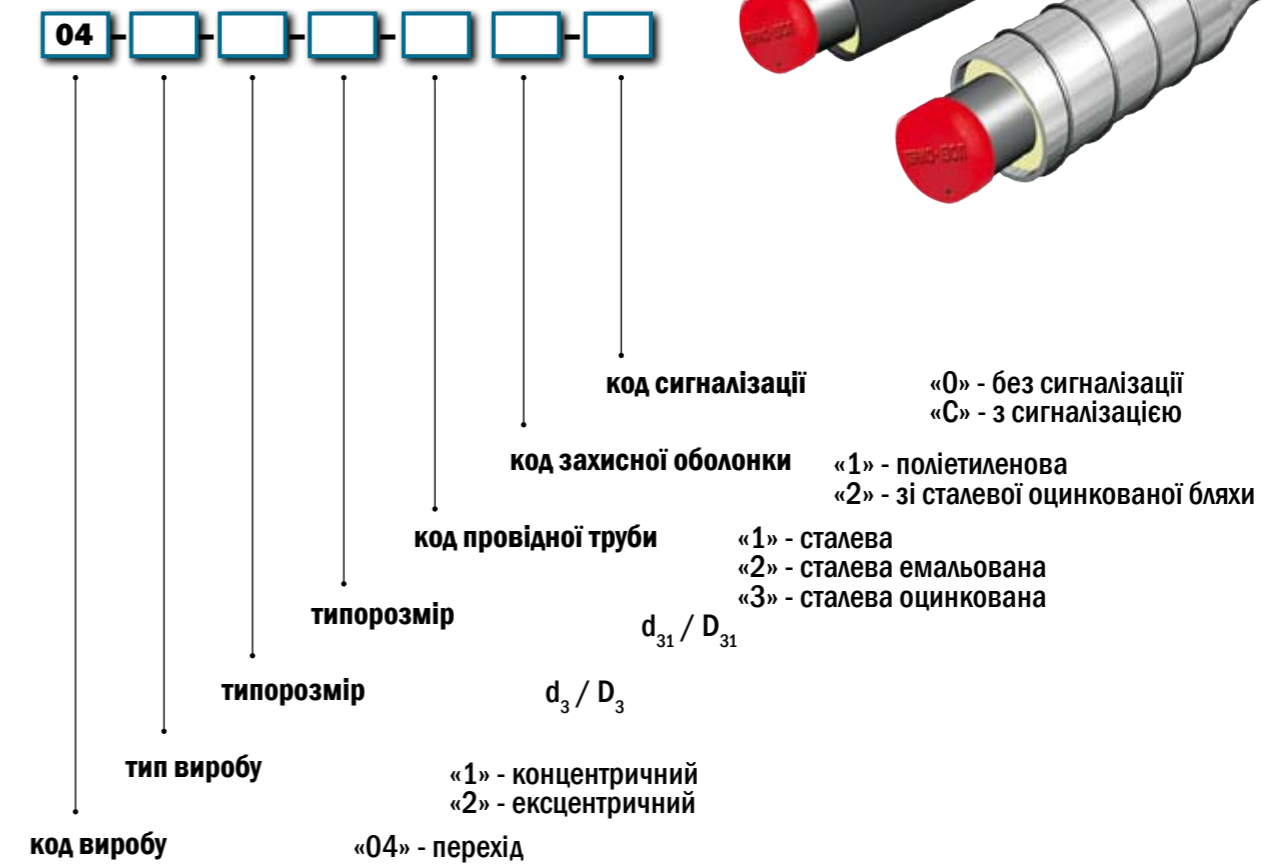 04 - - - - -
код сигналізації «0» - без сигналізації
«С» - з сигналізацією
код захисної оболонки «1» - поліетиленова
«2» - зі сталевої оцинкованої бляхи
код провідної труби «1» - сталева
«2» - сталева емальована
«3» - сталева оцинкована
типорозмір d31 / D31
типорозмір d3 / D3
тип виробу «1» - концентричний
«2» - ексцентричний
код виробу «04» - перехід